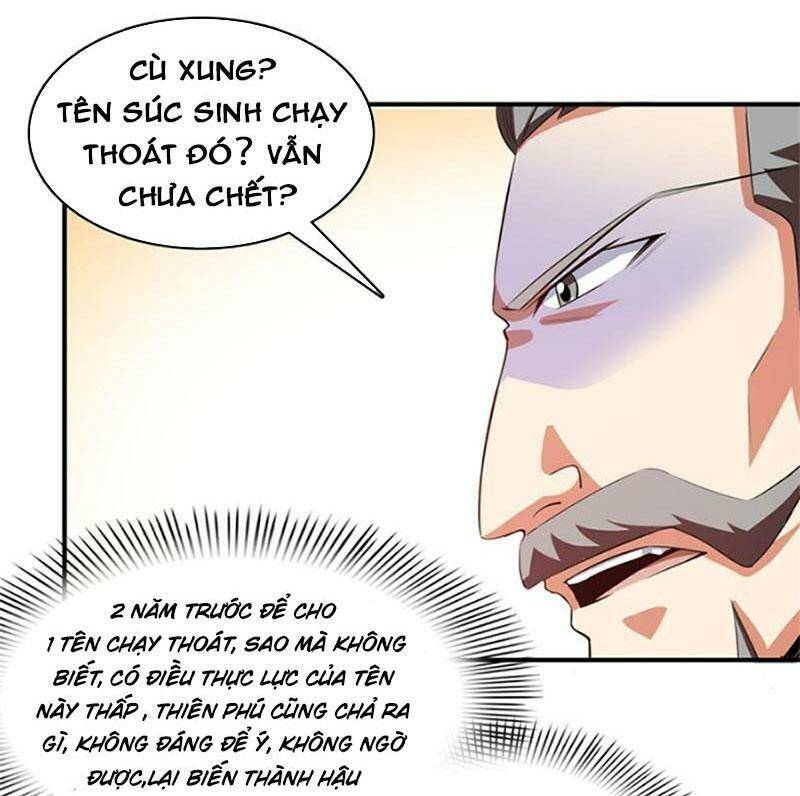 CÙ XUNG?
TÊN SÚC SINH CHẠY
THOÁT ĐÓ? VẪN
CHƯA CHẾT?
2 NĂM TRƯỚC ĐỂ CHO
1 TÊN CHẠY THOÁT, SAO MÀ KHÔNG
BIẾT, CÓ ĐIỀU THỰC LỰC CỦA TÊN
NÀY THẤP, THIÊN PHÚ CŨNG CHẢ RA
GÌ, KHÔNG ĐÁNG ĐỂ Ý, KHÔNG NGỜ
ĐƯỢC,LẠI BIẾN THÀNH HẬU